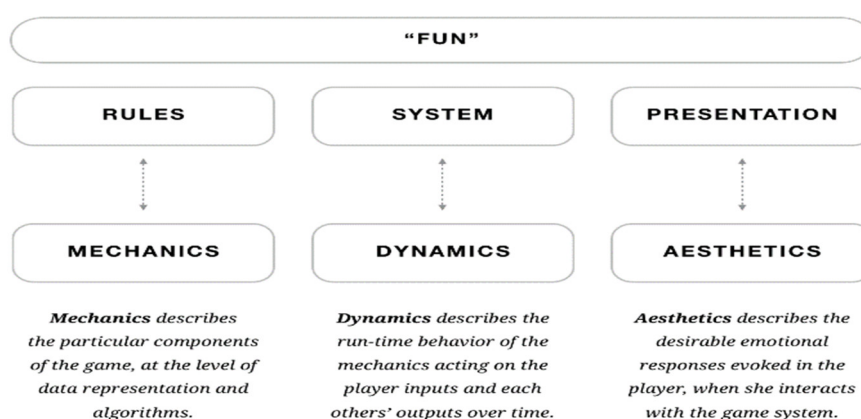 “FUN”
RULES
SYSTEM
PRESENTATION
MECHANICS
DYNAMICS
AESTHETICS
Mechanics describes
the particular components
of the game, at the level of
data representation and
algorithms.
Dynamics describes the
run-time behavior of the
mechanics acting on the
player inputs and each
others’ outputs over time.
Aesthetics describes the
desirable emotional
responses evoked in the
player, when she interacts
with the game system.